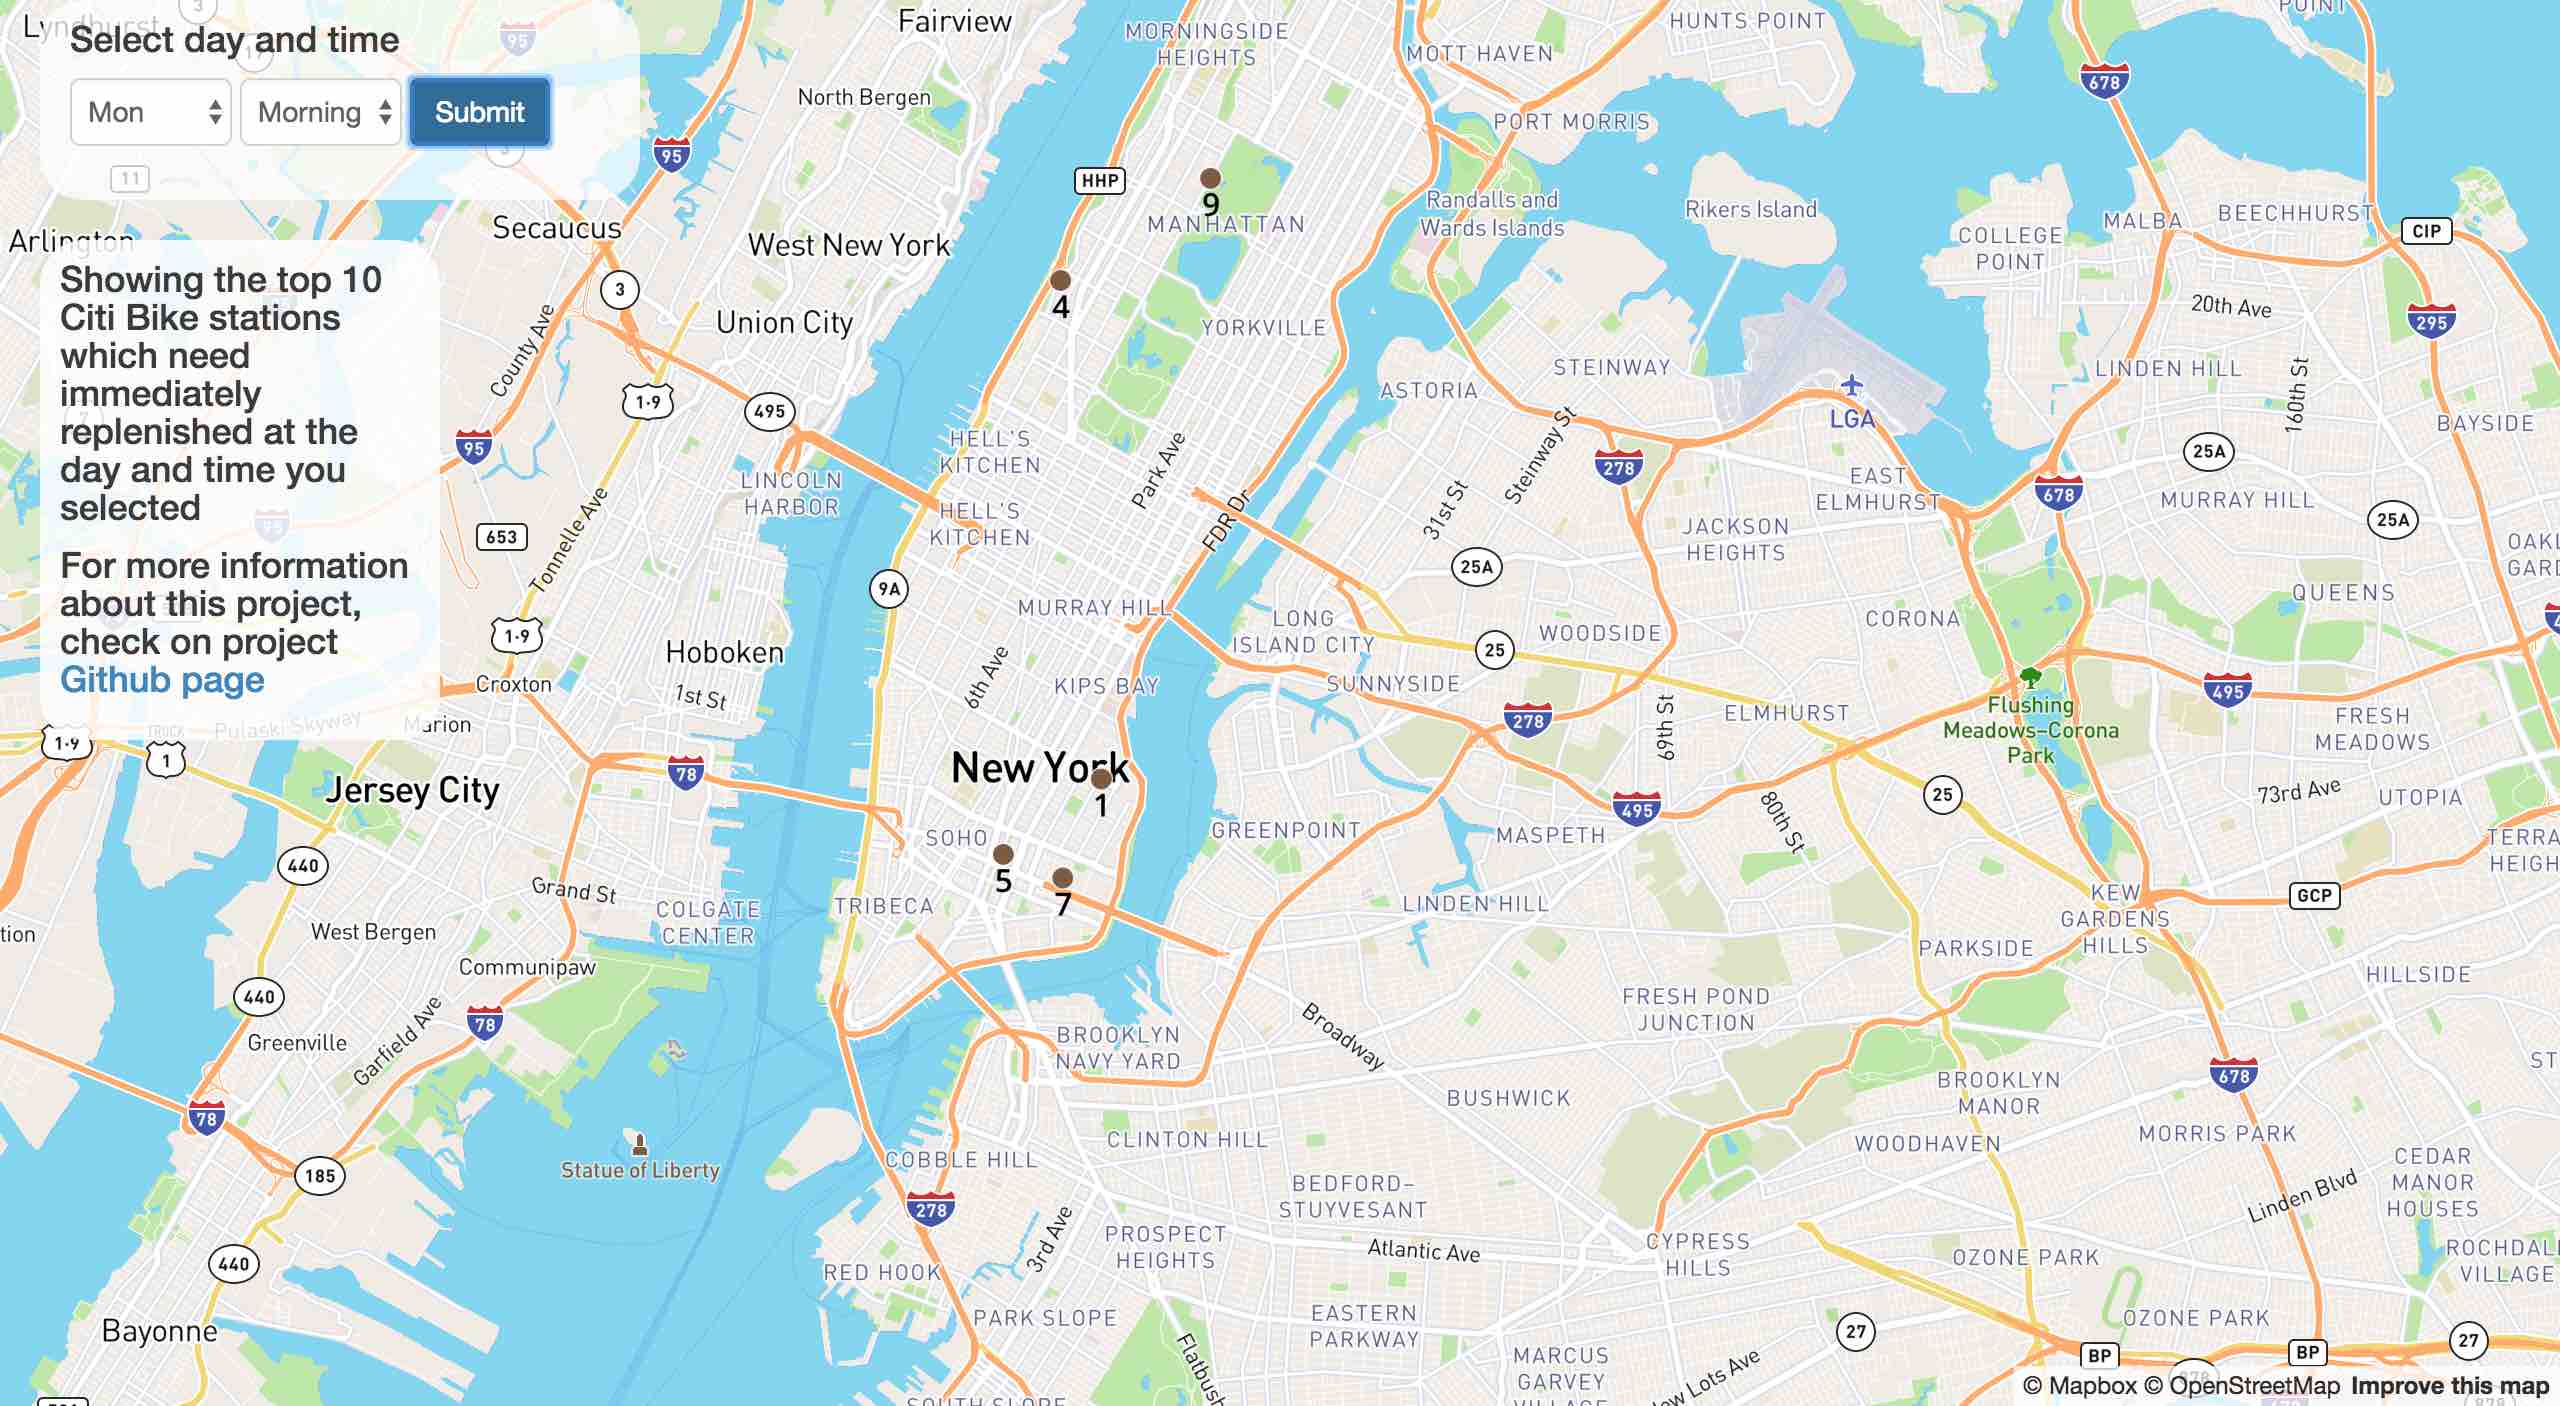 Lyndhurst
Select day and time
Mon
Morning
Submit
Showing the top 10
Citi Bike stations
which need
immediately
replenished at the
day and time you
selected
For more information
about this project,
check on project
Github page
Fairview
MORNINGSIDE
HEIGHTS
MOTT HAVEN
HUNTS POINT
POINT
3
17
95
95
3
11
North Bergen
PORT MORRIS
678
HHP
9
MANHATTAN
Randalls and
Wards Islands
Rikers Island
MALBA
BEECHHURST
CIP
COLLEGE
POINT
Arlington
Secaucus
West New York
3
4
Union City
YORKVILLE
20th Ave
295
County Ave
STEINWAY
LINDEN HILL
160th St
ASTORIA
LGA
BAYSIDE
1-9
495
HELL'S
KITCHEN
Park Ave
Steinway St
278
25A
95
LINCOLN
HARBOR
EAST
ELMHURST
678
MURRAY HILL
25A
95
HELL'S
KITCHEN
FDR Dr
31st St
JACKSON
HEIGHTS
653
Tonnelle Ave
25A
9A
MURRAY HILL
LONG
ISLAND CITY
WOODSIDE
CORONA
QUEENS
1-9
Hoboken
25
1st St
6th Ave
KIPS BAY
SUNNYSIDE
Croxton
Marion
Pulaski Skyway
TRUCK
1-9
1
278
69th St
ELMHURST
Flushing
Meadows–Corona
Park
495
FRESH
MEADOWS
New York
1
78
Jersey City
495
80th St
25
73rd Ave
UTOPIA
SOHO
GREENPOINT
MASPETH
5
7
440
Grand St
COLGATE
CENTER
TRIBECA
LINDEN HILL
KEW
GARDENS
HILLS
GCP
West Bergen
PARKSIDE
Communipaw
HILLSIDE
440
78
FRESH POND
JUNCTION
Broadway
Greenville
Garfield Ave
BROOKLYN
NAVY YARD
BUSHWICK
BROOKLYN
MANOR
678
78
Statue of Liberty
CLINTON HILL
WOODHAVEN
MORRIS PARK
185
COBBLE HILL
BEDFORD–
STUYVESANT
CEDAR
MANOR
HOUSES
278
Linden Blvd
440
3rd Ave
PROSPECT
HEIGHTS
Atlantic Ave
CYPRESS
HILLS
OZONE PARK
RED HOOK
PARK SLOPE
EASTERN
PARKWAY
OZONE PARK
Bayonne
Flatbush
27
BP
BP
27
MARCUS
GARVEY
SOUTH SLOPE
© Mapbox © OpenStreetMap Improve this map